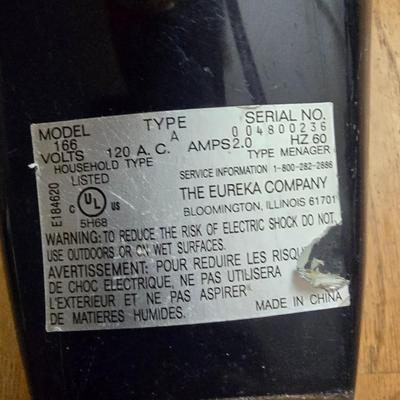 MODEL TYPE SERIAL NO.
166 A 004800236
VOLTS 120 A.C. AMPS 2.0 HZ 60
HOUSEHOLD TYPE TYPE MENAGER
LISTED SERVICE INFORMATION 1-800-282-2886
E184620
C UL US
THE EUREKA COMPANY
5H68 BLOOMINGTON, ILLINOIS 61701
WARNING: TO REDUCE THE RISK OF ELECTRIC SHOCK DO NOT
USE OUTDOORS OR ON WET SURFACES.
AVERTISSEMENT: POUR REDUIRE LES RISQU
DE CHOC ELECTRIQUE, NE PAS UTILISERA
L'EXTERIEUR ET NE PAS ASPIRER
DE MATIERES HUMIDES. MADE IN CHINA